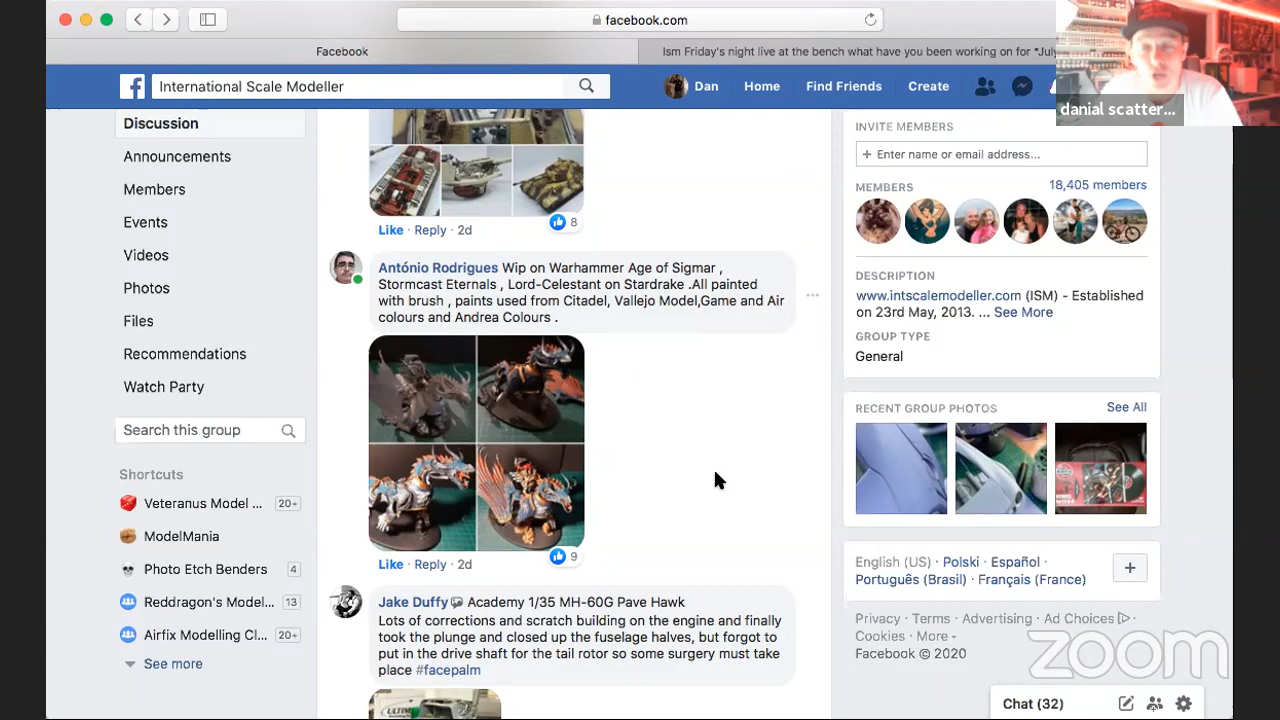 facebook.com
Facebook
Ism Friday's night live at the bench what have you been working on for *July
International Scale Modeller
Dan
Home
Find Friends
Create
danial scatter...
Discussion
Announcements
Members
Events
Videos
Photos
Files
Recommendations
Watch Party
Search this group
Shortcuts
Veteranus Model ... 20+
ModelMania
Photo Etch Benders 4
Reddragon's Model... 13
Airfix Modelling Cl... 20+
See more
8
Like · Reply · 2d
António Rodrigues Wip on Warhammer Age of Sigmar ,
Stormcast Eternals , Lord-Celestant on Stardrake .All painted
with brush , paints used from Citadel, Vallejo Model,Game and Air
colours and Andrea Colours .
9
Like · Reply · 2d
Jake Duffy Academy 1/35 MH-60G Pave Hawk
Lots of corrections and scratch building on the engine and finally
took the plunge and closed up the fuselage halves, but forgot to
put in the drive shaft for the tail rotor so some surgery must take
place #facepalm
INVITE MEMBERS
+ Enter name or email address...
MEMBERS
18,405 members
DESCRIPTION
www.intscalemodeller.com (ISM) - Established
on 23rd May, 2013. ... See More
GROUP TYPE
General
RECENT GROUP PHOTOS
See All
English (US) · Polski · Español ·
Português (Brasil) · Français (France)
Privacy · Terms · Advertising · Ad Choices ·
Cookies · More
Facebook © 2020
zoom
Chat (32)